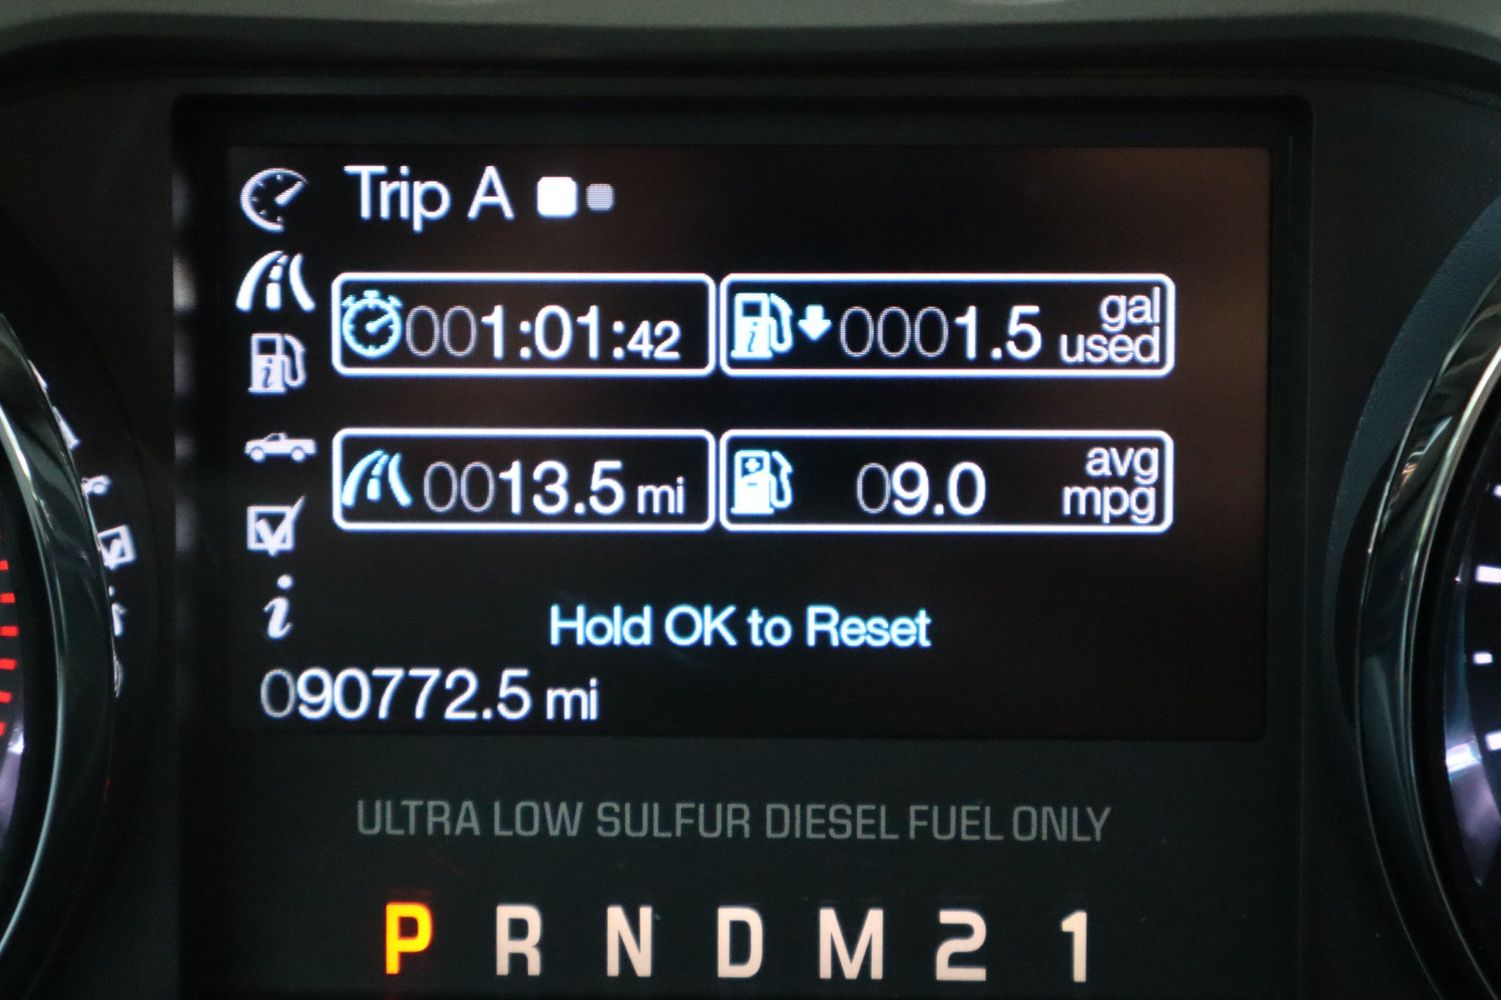 Trip A
001:01:42
0001.5 gal used
0013.5 mi
09.0 avg mpg
Hold OK to Reset
090772.5 mi
ULTRA LOW SULFUR DIESEL FUEL ONLY
P R N D M 2 1